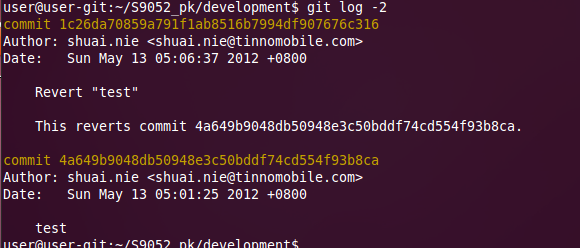 user@user-git:~/S9052_pk/development$ git log -2
commit 1c26da70859a791f1ab8516b7994df907676c316
Author: shuai.nie <shuai.nie@tinnomobile.com>
Date:   Sun May 13 05:06:37 2012 +0800
Revert "test"
This reverts commit 4a649b9048db50948e3c50bddf74cd554f93b8ca.
commit 4a649b9048db50948e3c50bddf74cd554f93b8ca
Author: shuai.nie <shuai.nie@tinnomobile.com>
Date:   Sun May 13 05:01:25 2012 +0800
test
user@user-git:~/S9052_pk/development$